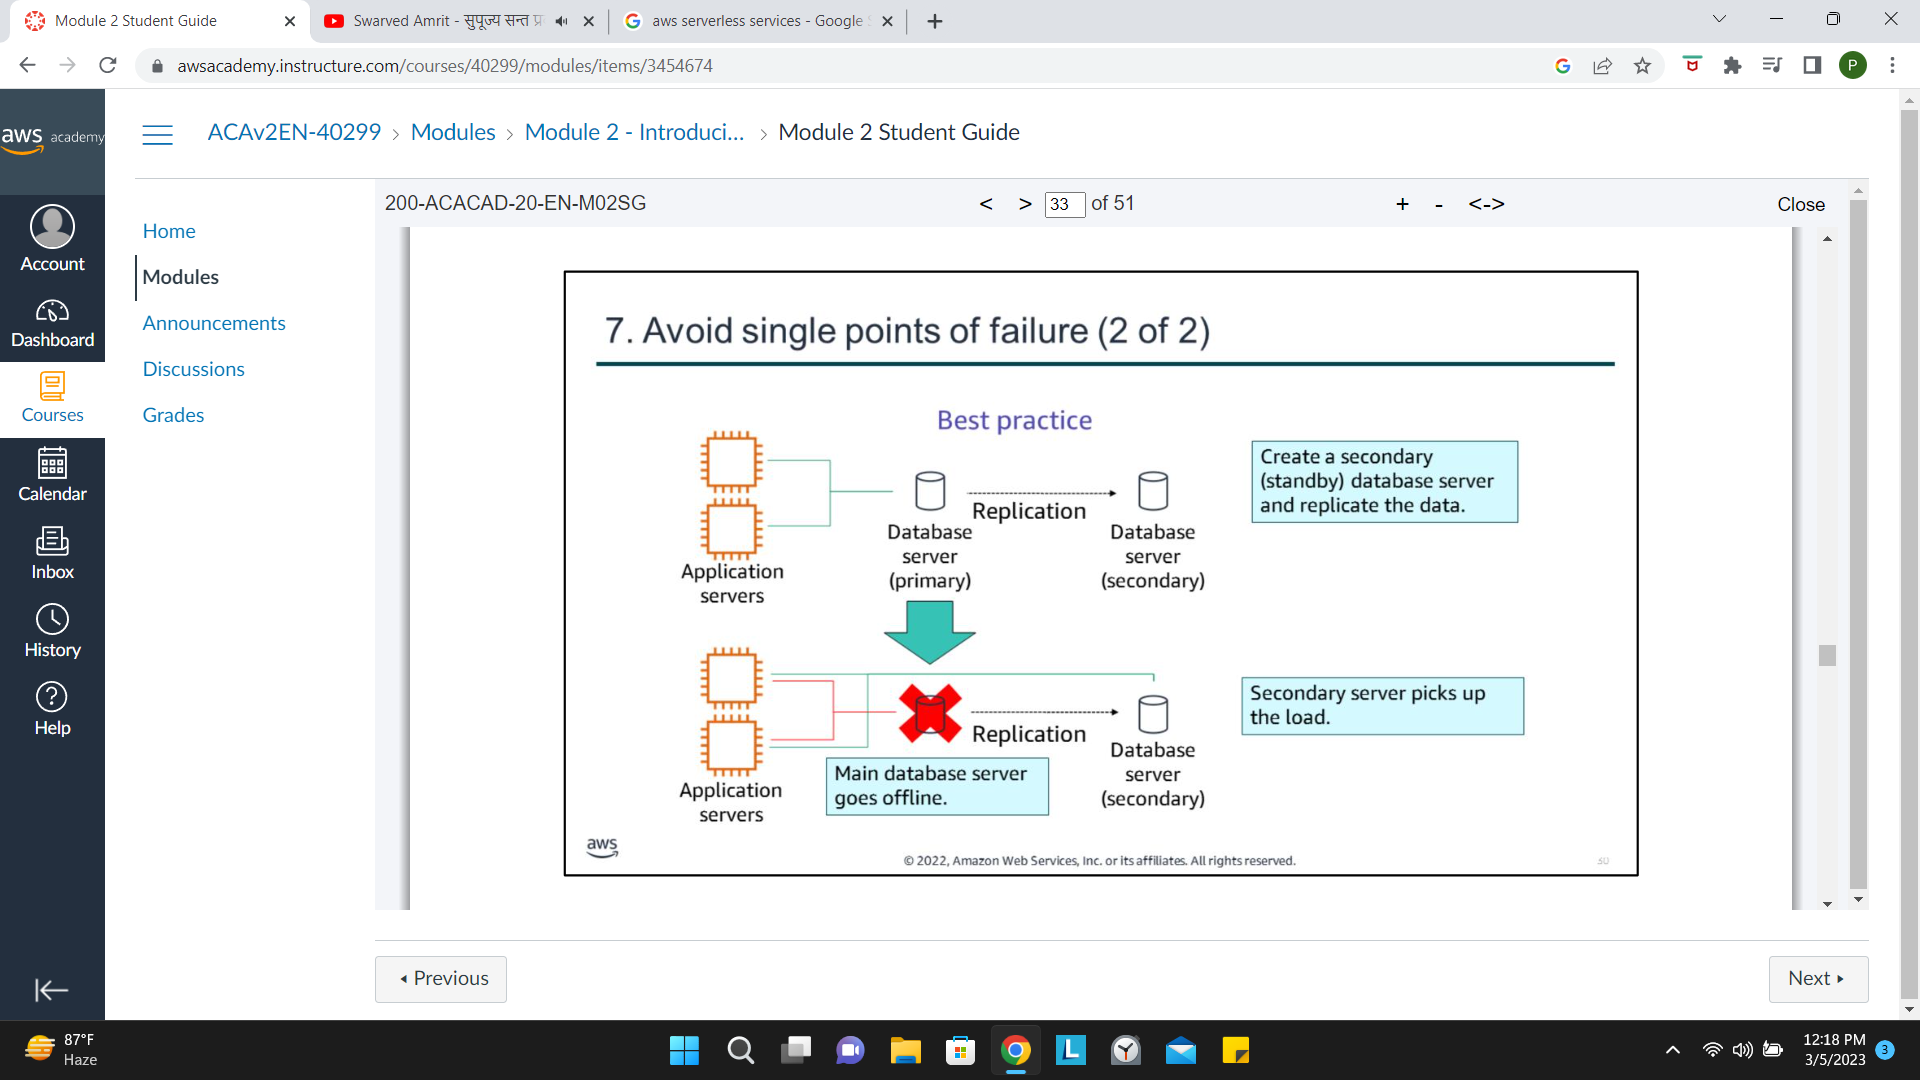 Module 2 Student Guide
Swarved Amrit - सुपूज्य सन्त प्र
aws serverless services - Google
awsacademy.instructure.com/courses/40299/modules/items/3454674
P
aws academy
ACAv2EN-40299 > Modules > Module 2 - Introduci... > Module 2 Student Guide
Account
Dashboard
Courses
Calendar
Inbox
History
Help
Home
Modules
Announcements
Discussions
Grades
200-ACACAD-20-EN-M02SG
< > 33 of 51
+ - <->
Close
7. Avoid single points of failure (2 of 2)
Best practice
Application
servers
Database
server
(primary)
Replication
Database
server
(secondary)
Create a secondary
(standby) database server
and replicate the data.
Application
servers
Main database server
goes offline.
Replication
Database
server
(secondary)
Secondary server picks up
the load.
aws
© 2022, Amazon Web Services, Inc. or its affiliates. All rights reserved.
30
Previous
Next
87°F
Haze
L
12:18 PM
3/5/2023
3